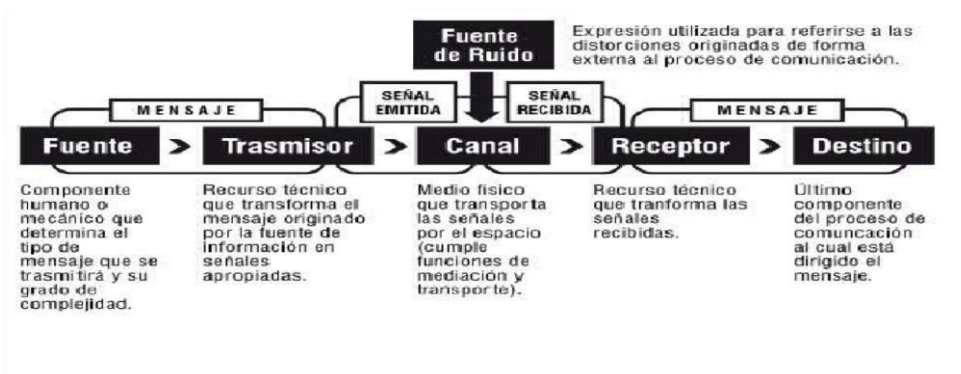 Fuente
de Ruido
Expresión utilizada para referirse a las
distorciones originadas de forma
externa al proceso de comunicación.
MENSAJE
SEÑAL
EMITIDA
SEÑAL
RECIBIDA
MENSAJE
Fuente > Trasmisor > Canal > Receptor > Destino
Componente
humano o
mecánico que
determina el
tipo de
mensaje que se
trasmitirá y su
grado de
complejidad.
Recurso técnico
que transforma el
mensaje originado
por la fuente de
información en
señales
apropiadas.
Medio físico
que transporta
las señales
por el espacio
(cumple
funciones de
mediación y
transporte).
Recurso técnico
que tranforma las
señales
recibidas.
Último
componente
del proceso de
comuncación
al cual está
dirigido el
mensaje.